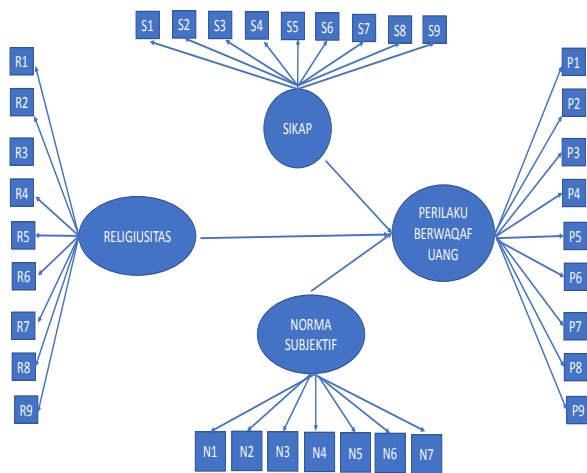 S1
S2
S3
S4
S5
S6
S7
S8
S9
R1
R2
R3
R4
R5
R6
R7
R8
R9
SIKAP
RELIGIUSITAS
PERILAKU
BERWAQAF
UANG
NORMA
SUBJEKTIF
P1
P2
P3
P4
P5
P6
P7
P8
P9
N1
N2
N3
N4
N5
N6
N7